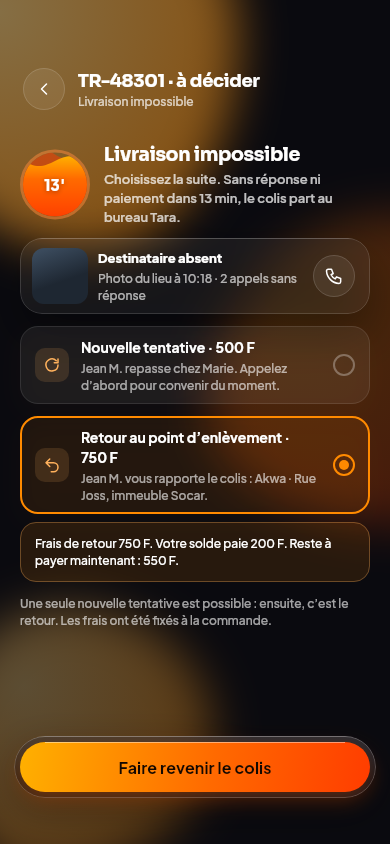 TR-48301 · à décider
Livraison impossible
13'
Livraison impossible
Choisissez la suite. Sans réponse ni
paiement dans 13 min, le colis part au
bureau Tara.
Destinataire absent
Photo du lieu à 10:18 · 2 appels sans
réponse
Nouvelle tentative · 500 F
Jean M. repasse chez Marie. Appelez
d’abord pour convenir du moment.
Retour au point d’enlèvement ·
750 F
Jean M. vous rapporte le colis : Akwa · Rue
Joss, immeuble Socar.
Frais de retour 750 F. Votre solde paie 200 F. Reste à
payer maintenant : 550 F.
Une seule nouvelle tentative est possible : ensuite, c’est le
retour. Les frais ont été fixés à la commande.
Faire revenir le colis